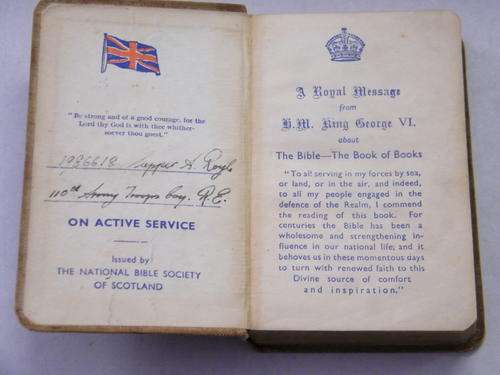 "Be strong and of a good courage, for the
Lord thy God is with thee whither-
soever thou goest."
1986618 Sapper A. Royle
110th Army Troops Coy. R.E.
ON ACTIVE SERVICE
Issued by
THE NATIONAL BIBLE SOCIETY
OF SCOTLAND
A Royal Message
from
H.M. King George VI.
about
The Bible—The Book of Books
"To all serving in my forces by sea,
or land, or in the air, and indeed,
to all my people engaged in the
defence of the Realm, I commend
the reading of this book. For
centuries the Bible has been a
wholesome and strengthening in-
fluence in our national life; and it
behoves us in these momentous days
to turn with renewed faith to this
Divine source of comfort
and inspiration."